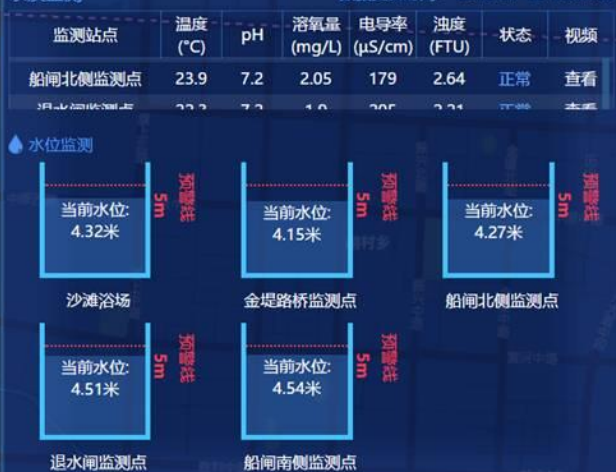 监测站点 温度(°C) pH 溶氧量(mg/L) 电导率(μS/cm) 浊度(FTU) 状态 视频
船闸北侧监测点 23.9 7.2 2.05 179 2.64 正常 查看
水位监测
当前水位: 4.32米 预警线 5m
当前水位: 4.15米 预警线 5m
当前水位: 4.27米 预警线 5m
沙滩浴场 金堤路桥监测点 船闸北侧监测点
当前水位: 4.51米 预警线 5m
当前水位: 4.54米 预警线 5m
退水闸监测点 船闸南侧监测点